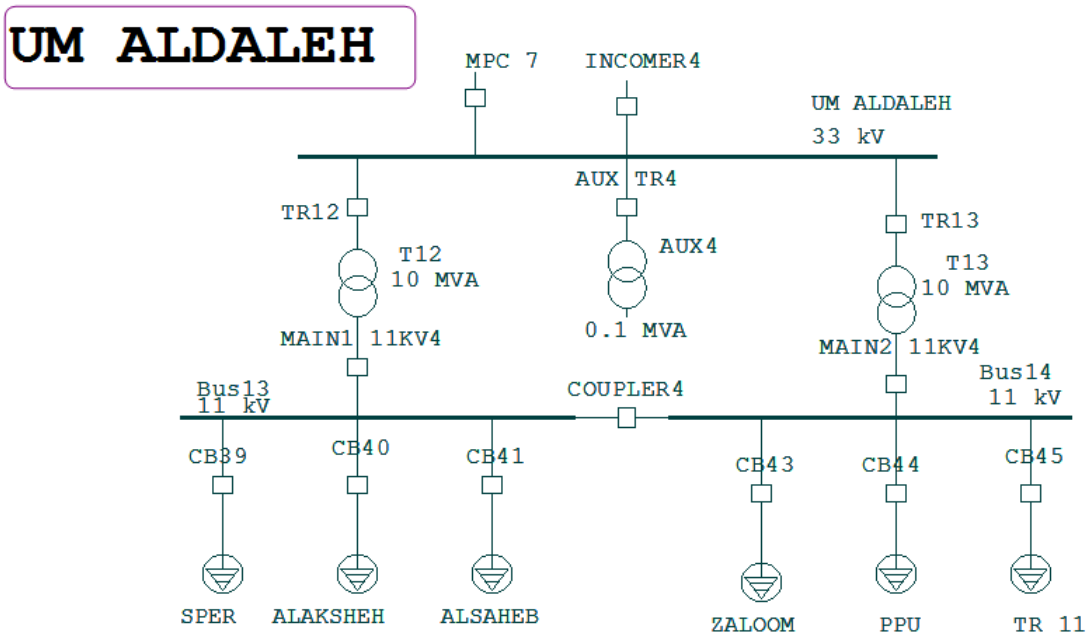 UM ALDALEH
MPC 7
INCOMER4
UM ALDALEH
33 kV
AUX TR4
TR12
TR13
T12
10 MVA
AUX4
T13
10 MVA
0.1 MVA
MAIN1 11KV4
MAIN2 11KV4
Bus13
11 kV
COUPLER4
Bus14
11 kV
CB39
CB40
CB41
CB43
CB44
CB45
SPER
ALAKSHEH
ALSAHEB
ZALOOM
PPU
TR 11